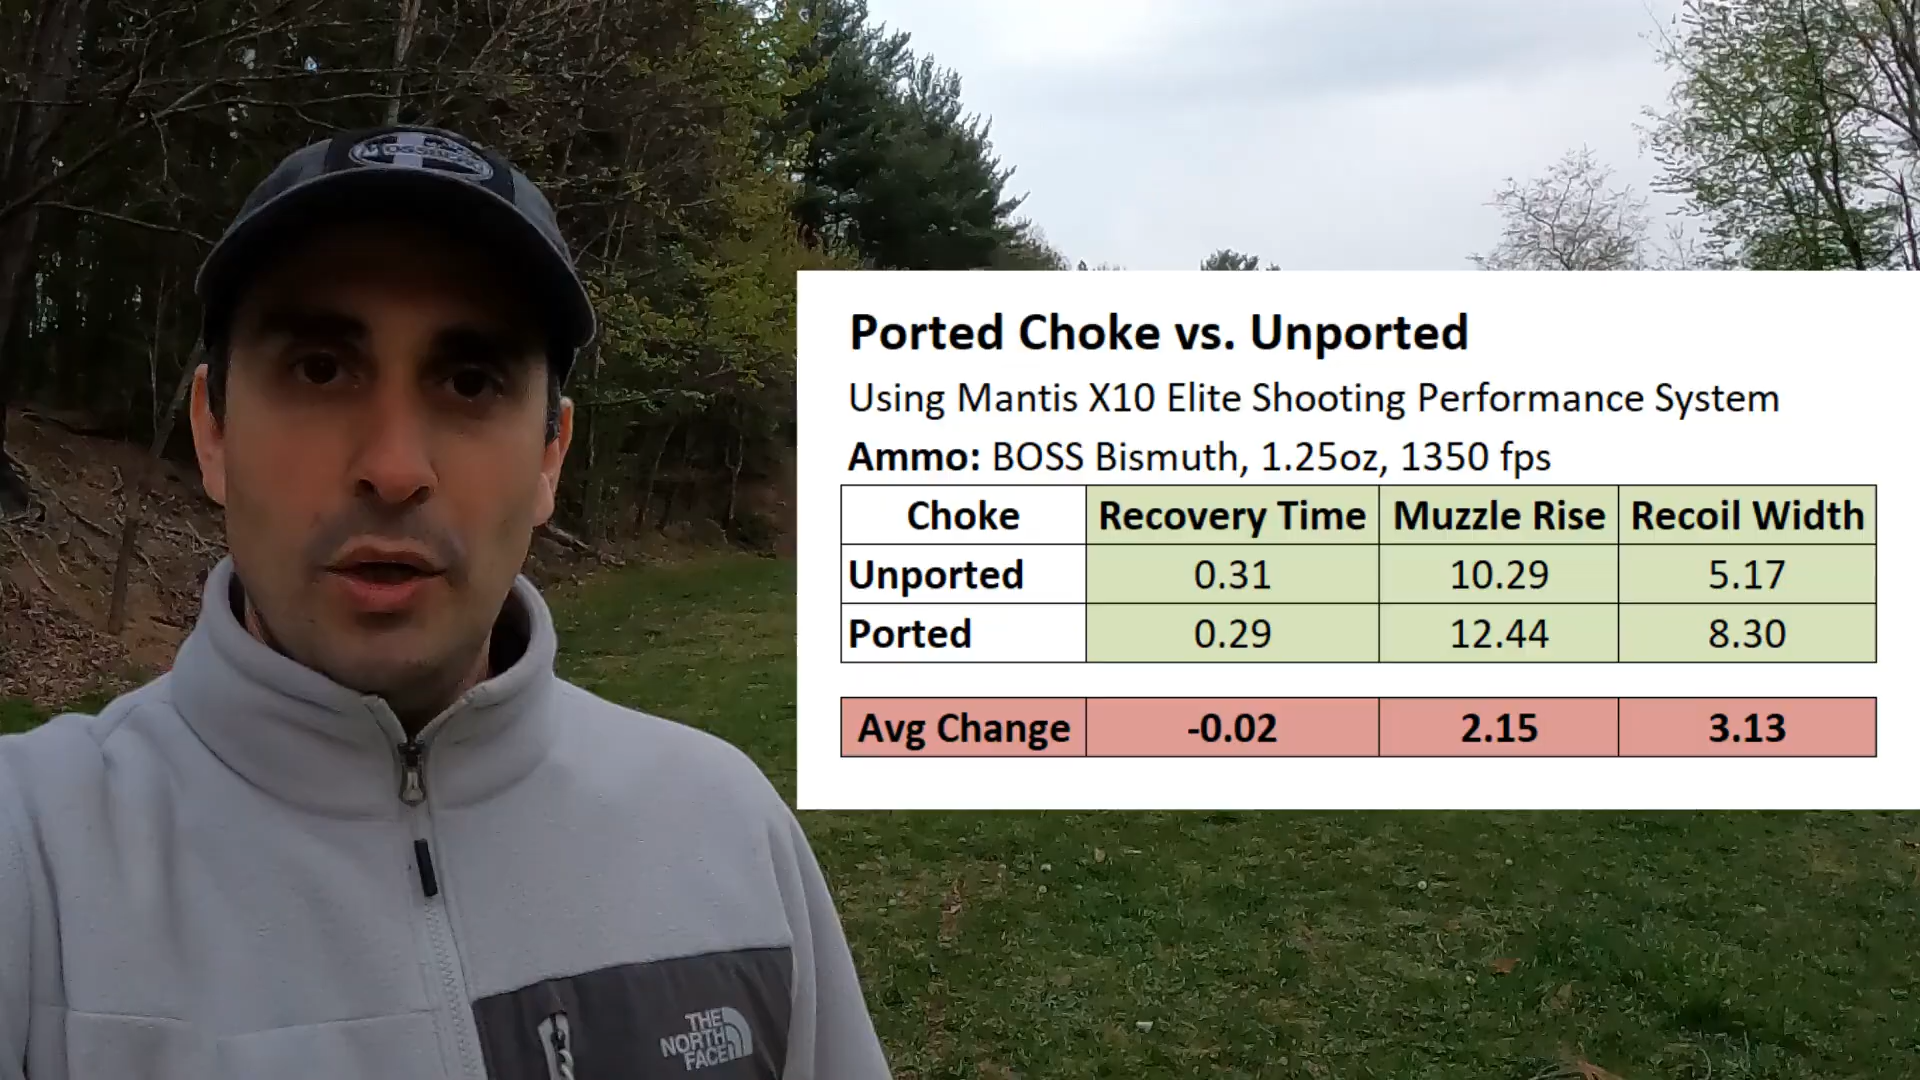 MOSSBERG
Ported Choke vs. Unported
Using Mantis X10 Elite Shooting Performance System
Ammo: BOSS Bismuth, 1.25oz, 1350 fps
Choke Recovery Time Muzzle Rise Recoil Width
Unported 0.31 10.29 5.17
Ported 0.29 12.44 8.30
Avg Change -0.02 2.15 3.13
THE
NORTH
FACE